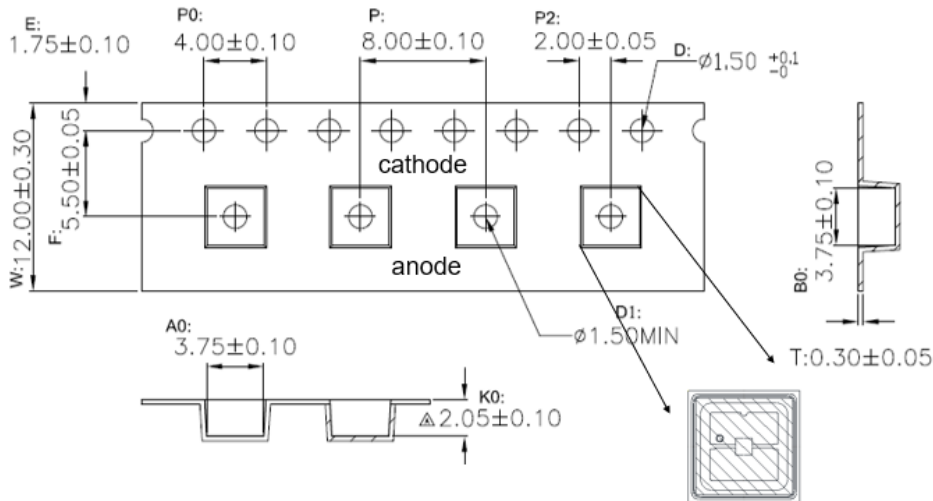 E:
1.75±0.10
P0:
4.00±0.10
P:
8.00±0.10
P2:
2.00±0.05
D: ⌀1.50 +0.1 -0
W:12.00±0.30
F: 5.50±0.05
cathode
anode
B0: 3.75±0.10
D1:
⌀1.50MIN
T:0.30±0.05
A0:
3.75±0.10
K0:
2.05±0.10